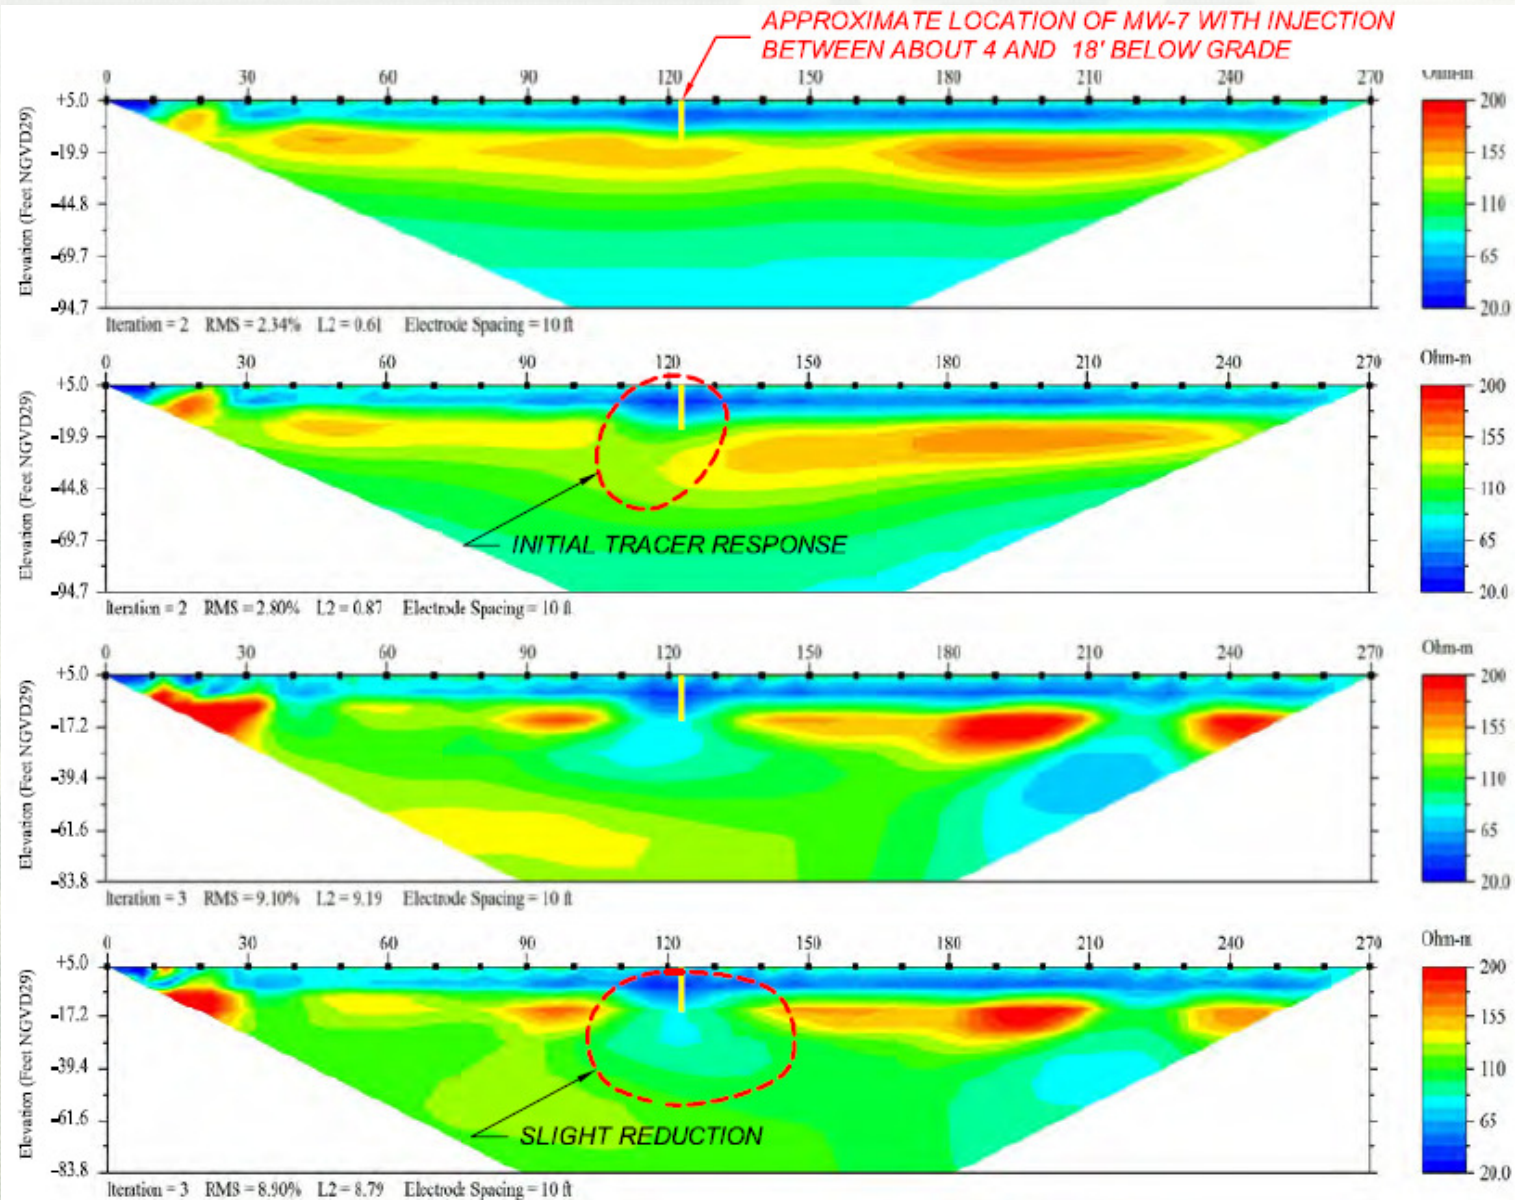 APPROXIMATE LOCATION OF MW-7 WITH INJECTION
BETWEEN ABOUT 4 AND 18' BELOW GRADE
0 30 60 90 120 150 180 210 240 270
Ohm-m
Elevation (Feet NGVD29)
+5.0
-19.9
-44.8
-69.7
-94.7
200
155
110
65
20.0
Iteration = 2 RMS = 2.34% L2 = 0.61 Electrode Spacing = 10 ft
0 30 60 90 120 150 180 210 240 270
Ohm-m
Elevation (Feet NGVD29)
+5.0
-19.9
-44.8
-69.7
-94.7
200
155
110
65
20.0
INITIAL TRACER RESPONSE
Iteration = 2 RMS = 2.80% L2 = 0.87 Electrode Spacing = 10 ft
0 30 60 90 120 150 180 210 240 270
Ohm-m
Elevation (Feet NGVD29)
+5.0
-17.2
-39.4
-61.6
-83.8
200
155
110
65
20.0
Iteration = 3 RMS = 9.10% L2 = 9.19 Electrode Spacing = 10 ft
0 30 60 90 120 150 180 210 240 270
Ohm-m
Elevation (Feet NGVD29)
+5.0
-17.2
-39.4
-61.6
-83.8
200
155
110
65
20.0
SLIGHT REDUCTION
Iteration = 3 RMS = 8.90% L2 = 8.79 Electrode Spacing = 10 ft